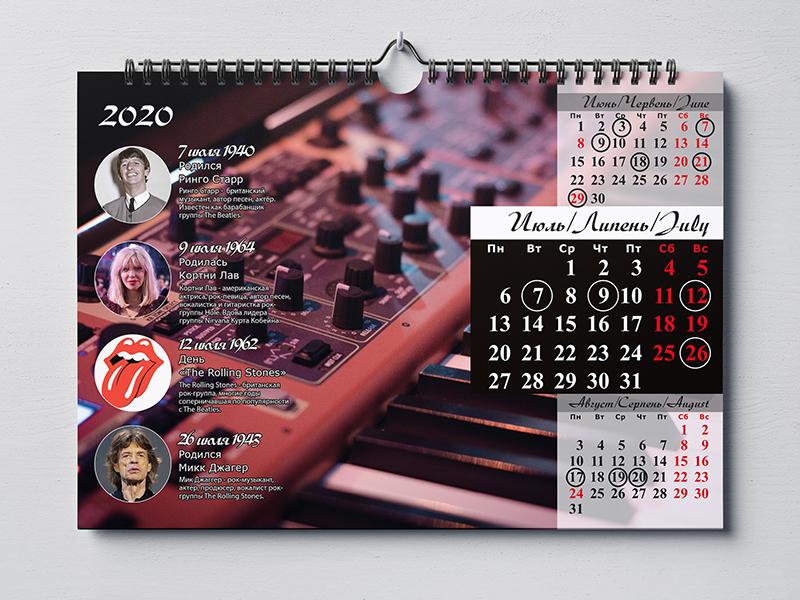 2020
7 июля 1940
Родился
Ринго Старр
Ринго Старр - британский
музыкант, автор песен, актёр.
Известен как барабанщик
группы The Beatles.
9 июля 1964
Родилась
Кортни Лав
Кортни Лав - американская
актриса, рок-певица, автор песен,
вокалистка и гитаристка рок-
группы Hole. Вдова лидера
группы Nirvana Курта Кобейна.
12 июля 1962
День
«The Rolling Stones»
The Rolling Stones - британская
рок-группа, многие годы
соперничавшая по популярности
с The Beatles.
26 июля 1943
Родился
Микк Джагер
Мик Джаггер - рок-музыкант,
актер, продюсер, вокалист рок-
группы The Rolling Stones.
Июнь/Червень/June
Пн Вт Ср Чт Пт Сб Вс
1 2 3 4 5 6 7
8 9 10 11 12 13 14
15 16 17 18 19 20 21
22 23 24 25 26 27 28
29 30
Июль/Липень/July
Пн Вт Ср Чт Пт Сб Вс
1 2 3 4 5
6 7 8 9 10 11 12
13 14 15 16 17 18 19
20 21 22 23 24 25 26
27 28 29 30 31
Август/Серпень/August
Пн Вт Ср Чт Пт Сб Вс
1 2
3 4 5 6 7 8 9
10 11 12 13 14 15 16
17 18 19 20 21 22 23
24 25 26 27 28 29 30
31